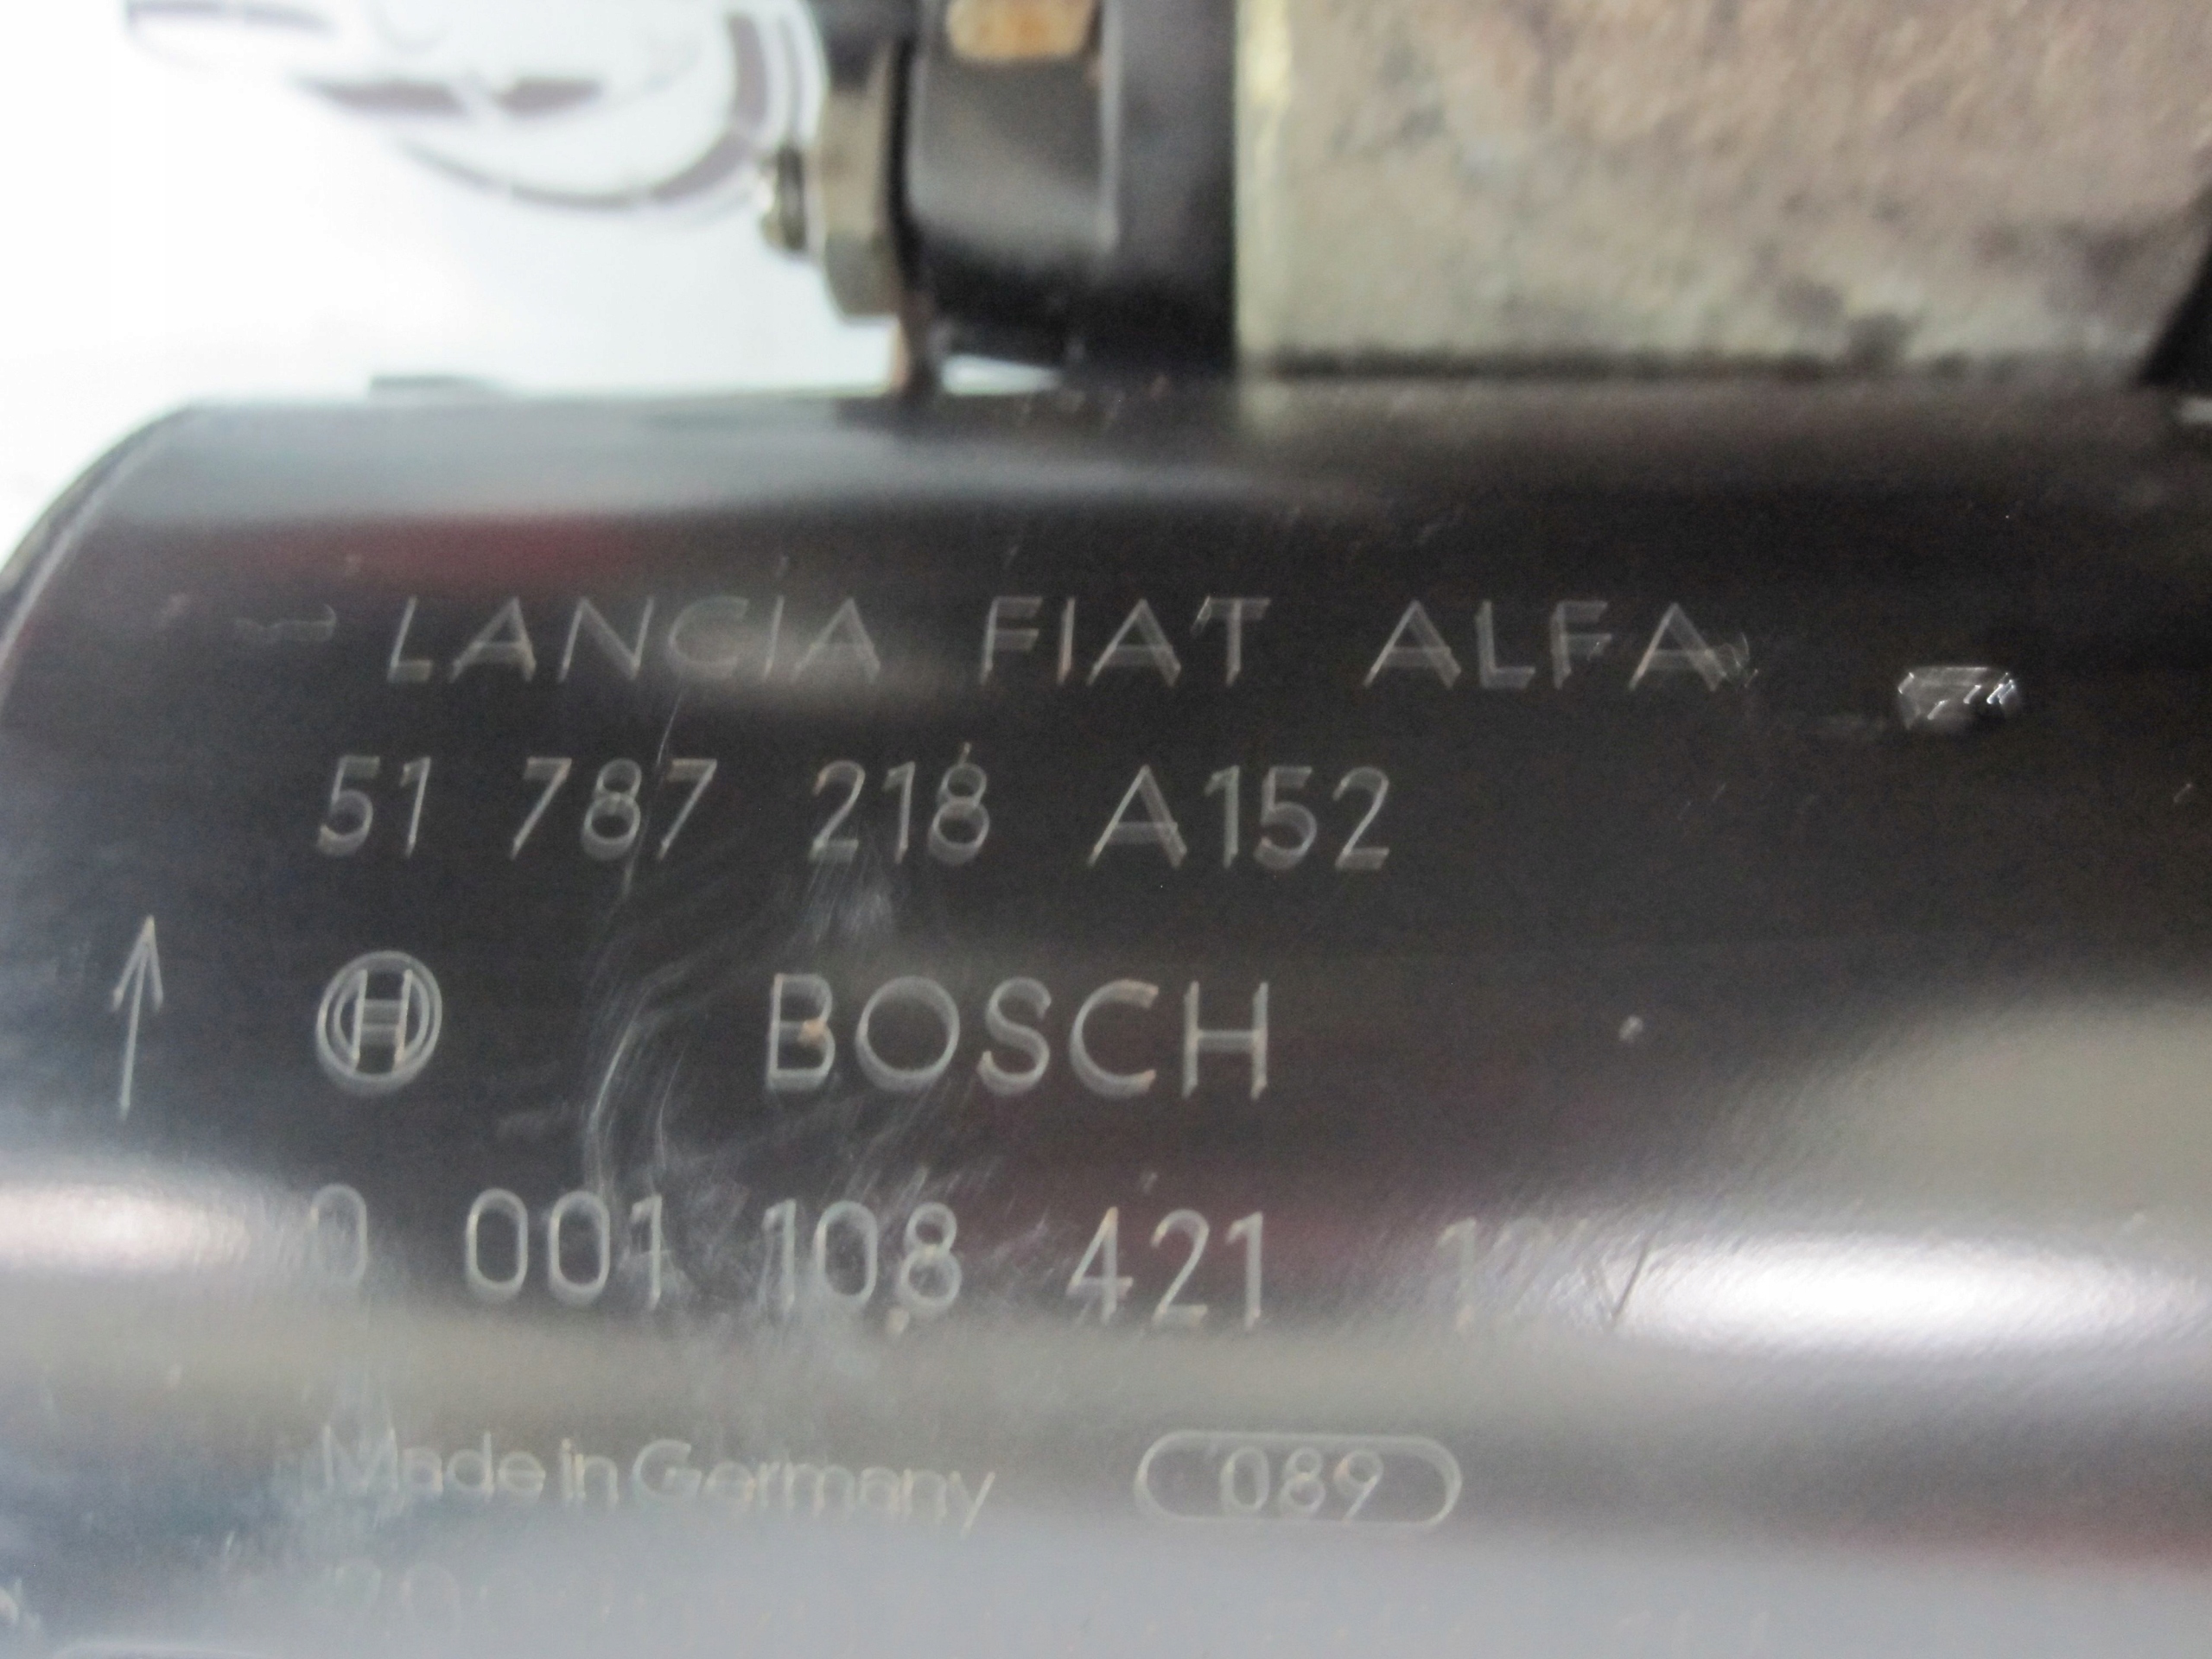 LANCIA FIAT ALFA
51 787 218 A152
BOSCH
0 001 108 421
Made in Germany 089